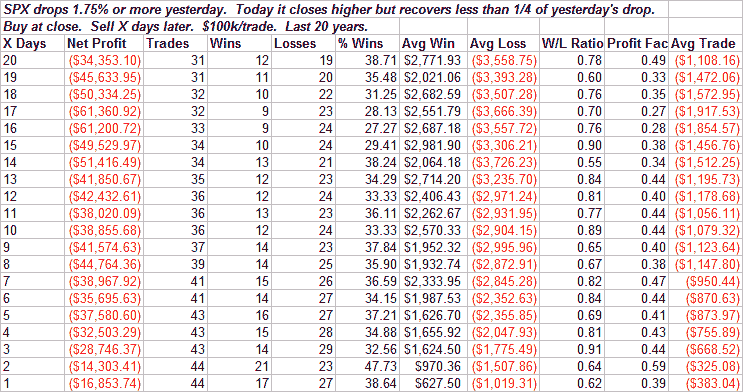 SPX drops 1.75% or more yesterday. Today it closes higher but recovers less than 1/4 of yesterday's drop.
Buy at close. Sell X days later. $100k/trade. Last 20 years.
X Days Net Profit Trades Wins Losses % Wins Avg Win Avg Loss W/L Ratio Profit Fac Avg Trade
20 ($34,353.10) 31 12 19 38.71 $2,771.93 ($3,558.75) 0.78 0.49 ($1,108.16)
19 ($45,633.95) 31 11 20 35.48 $2,021.06 ($3,393.28) 0.60 0.33 ($1,472.06)
18 ($50,334.25) 32 10 22 31.25 $2,682.59 ($3,507.28) 0.76 0.35 ($1,572.95)
17 ($61,360.92) 32 9 23 28.13 $2,551.79 ($3,666.39) 0.70 0.27 ($1,917.53)
16 ($61,200.72) 33 9 24 27.27 $2,687.18 ($3,557.72) 0.76 0.28 ($1,854.57)
15 ($49,529.97) 34 10 24 29.41 $2,981.90 ($3,306.21) 0.90 0.38 ($1,456.76)
14 ($51,416.49) 34 13 21 38.24 $2,064.18 ($3,726.23) 0.55 0.34 ($1,512.25)
13 ($41,850.67) 35 12 23 34.29 $2,714.20 ($3,235.70) 0.84 0.44 ($1,195.73)
12 ($42,432.61) 36 12 24 33.33 $2,406.43 ($2,971.24) 0.81 0.40 ($1,178.68)
11 ($38,020.09) 36 13 23 36.11 $2,262.67 ($2,931.95) 0.77 0.44 ($1,056.11)
10 ($38,855.68) 36 12 24 33.33 $2,570.33 ($2,904.15) 0.89 0.44 ($1,079.32)
9 ($41,574.63) 37 14 23 37.84 $1,952.32 ($2,995.96) 0.65 0.40 ($1,123.64)
8 ($44,764.36) 39 14 25 35.90 $1,932.74 ($2,872.91) 0.67 0.38 ($1,147.80)
7 ($38,967.92) 41 15 26 36.59 $2,333.95 ($2,845.28) 0.82 0.47 ($950.44)
6 ($35,695.63) 41 14 27 34.15 $1,987.53 ($2,352.63) 0.84 0.44 ($870.63)
5 ($37,580.60) 43 16 27 37.21 $1,626.70 ($2,355.85) 0.69 0.41 ($873.97)
4 ($32,503.29) 43 15 28 34.88 $1,655.92 ($2,047.93) 0.81 0.43 ($755.89)
3 ($28,746.37) 43 14 29 32.56 $1,624.50 ($1,775.49) 0.91 0.44 ($668.52)
2 ($14,303.41) 44 21 23 47.73 $970.36 ($1,507.86) 0.64 0.59 ($325.08)
1 ($16,853.74) 44 17 27 38.64 $627.50 ($1,019.31) 0.62 0.39 ($383.04)